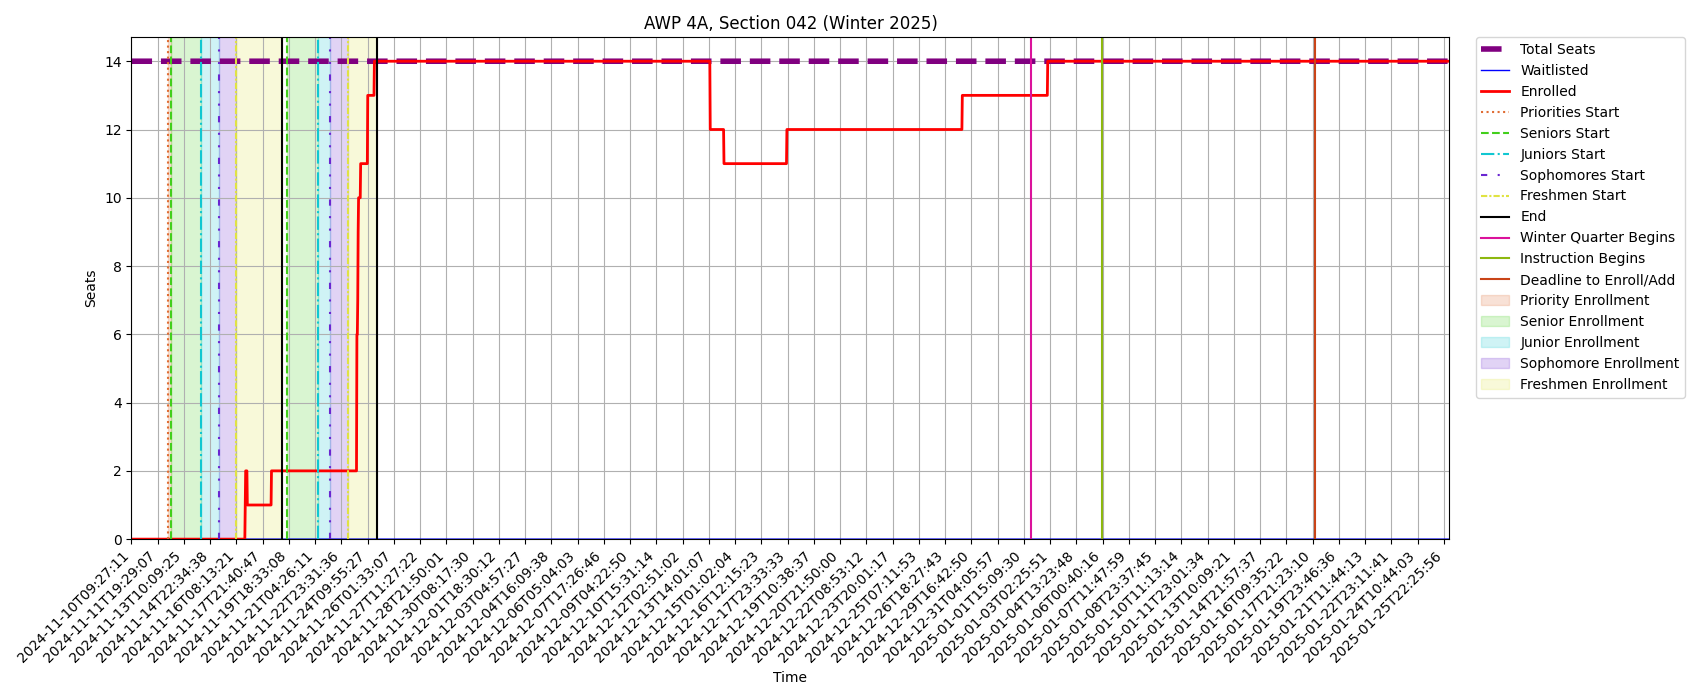 AWP 4A, Section 042 (Winter 2025)
Seats
14
12
10
8
6
4
2
0
2024-11-10T09:27:11
2024-11-11T19:29:07
2024-11-13T10:09:25
2024-11-14T22:34:38
2024-11-16T08:13:21
2024-11-17T21:40:47
2024-11-19T18:33:08
2024-11-21T04:26:11
2024-11-22T23:31:36
2024-11-24T09:55:27
2024-11-26T01:33:07
2024-11-27T11:27:22
2024-11-28T21:50:01
2024-11-30T08:17:30
2024-12-01T18:30:12
2024-12-03T04:57:27
2024-12-04T16:09:38
2024-12-06T05:04:03
2024-12-07T17:26:46
2024-12-09T04:22:50
2024-12-10T15:31:14
2024-12-12T02:51:02
2024-12-13T14:01:07
2024-12-15T01:02:04
2024-12-16T12:15:23
2024-12-17T23:33:33
2024-12-19T10:38:37
2024-12-20T21:50:00
2024-12-22T08:53:12
2024-12-23T20:01:17
2024-12-25T07:11:53
2024-12-26T18:27:43
2024-12-29T16:42:50
2024-12-31T04:05:57
2025-01-01T15:09:30
2025-01-03T02:25:51
2025-01-04T13:23:48
2025-01-06T00:40:16
2025-01-07T11:47:59
2025-01-08T23:37:45
2025-01-10T11:13:14
2025-01-11T23:01:34
2025-01-13T10:09:21
2025-01-14T21:57:37
2025-01-16T09:35:22
2025-01-17T21:23:10
2025-01-19T23:46:36
2025-01-21T11:44:13
2025-01-22T23:11:41
2025-01-24T10:44:03
2025-01-25T22:25:56
Time
Total Seats
Waitlisted
Enrolled
Priorities Start
Seniors Start
Juniors Start
Sophomores Start
Freshmen Start
End
Winter Quarter Begins
Instruction Begins
Deadline to Enroll/Add
Priority Enrollment
Senior Enrollment
Junior Enrollment
Sophomore Enrollment
Freshmen Enrollment